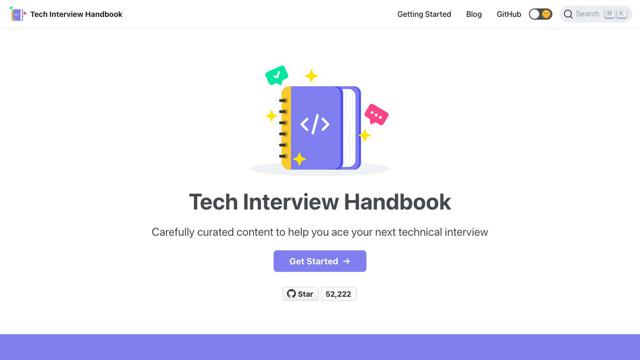 Tech Interview Handbook
Getting Started
Blog
GitHub
Search ⌘ K
</>
Tech Interview Handbook
Carefully curated content to help you ace your next technical interview
Get Started →
Star 52,222